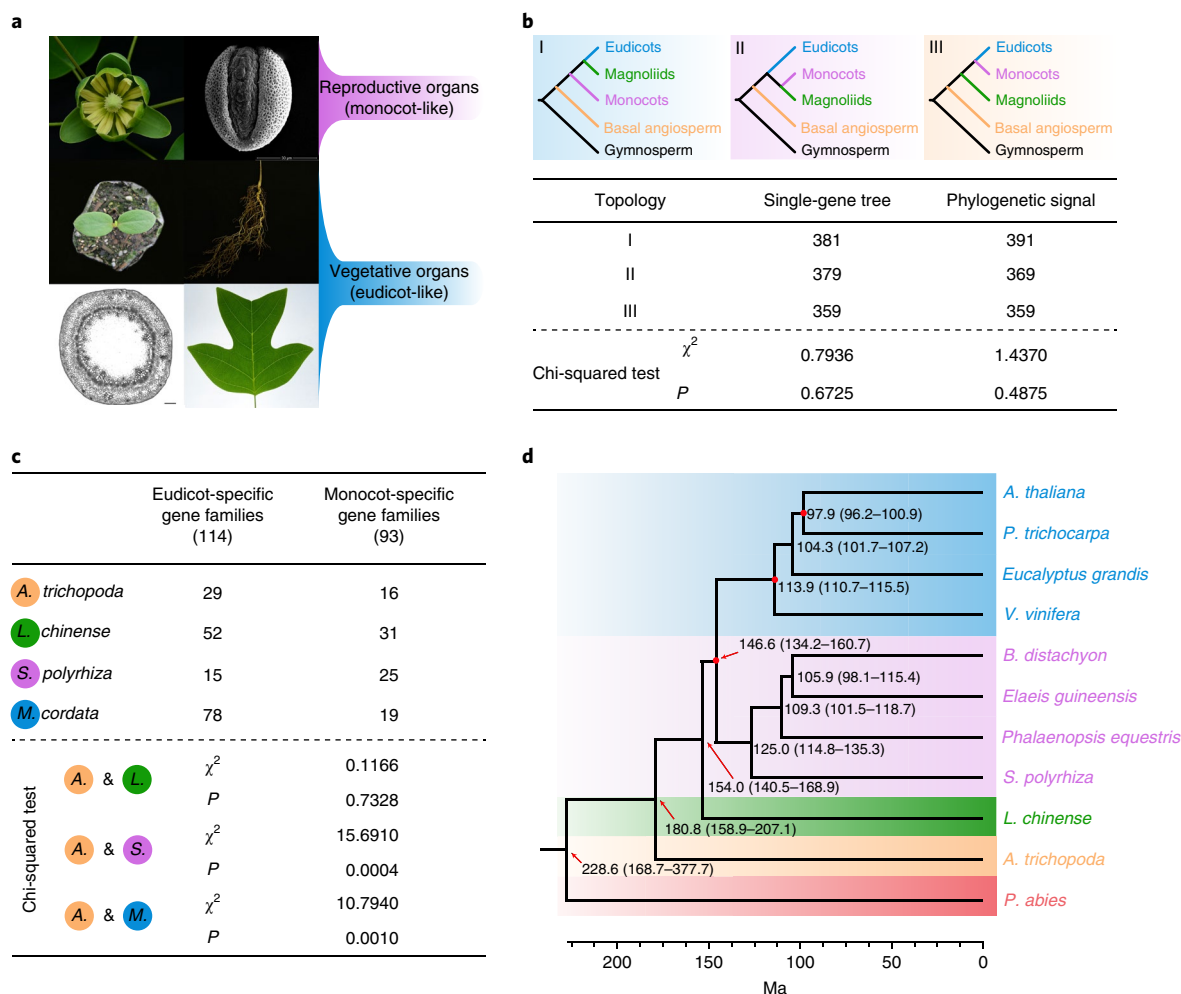 a
Reproductive organs
(monocot-like)
Vegetative organs
(eudicot-like)
b
I
Eudicots
Magnoliids
Monocots
Basal angiosperm
Gymnosperm
II
Eudicots
Monocots
Magnoliids
Basal angiosperm
Gymnosperm
III
Eudicots
Monocots
Magnoliids
Basal angiosperm
Gymnosperm
Topology Single-gene tree Phylogenetic signal
I 381 391
II 379 369
III 359 359
Chi-squared test
χ² 0.7936 1.4370
P 0.6725 0.4875
c
Eudicot-specific gene families (114)
Monocot-specific gene families (93)
A. trichopoda 29 16
L. chinense 52 31
S. polyrhiza 15 25
M. cordata 78 19
Chi-squared test
A. & L.
χ² 0.1166
P 0.7328
A. & S.
χ² 15.6910
P 0.0004
A. & M.
χ² 10.7940
P 0.0010
d
A. thaliana
97.9 (96.2–100.9)
P. trichocarpa
104.3 (101.7–107.2)
Eucalyptus grandis
113.9 (110.7–115.5)
V. vinifera
146.6 (134.2–160.7)
B. distachyon
105.9 (98.1–115.4)
Elaeis guineensis
109.3 (101.5–118.7)
Phalaenopsis equestris
125.0 (114.8–135.3)
S. polyrhiza
154.0 (140.5–168.9)
L. chinense
180.8 (158.9–207.1)
A. trichopoda
228.6 (168.7–377.7)
P. abies
200 150 100 50 0
Ma